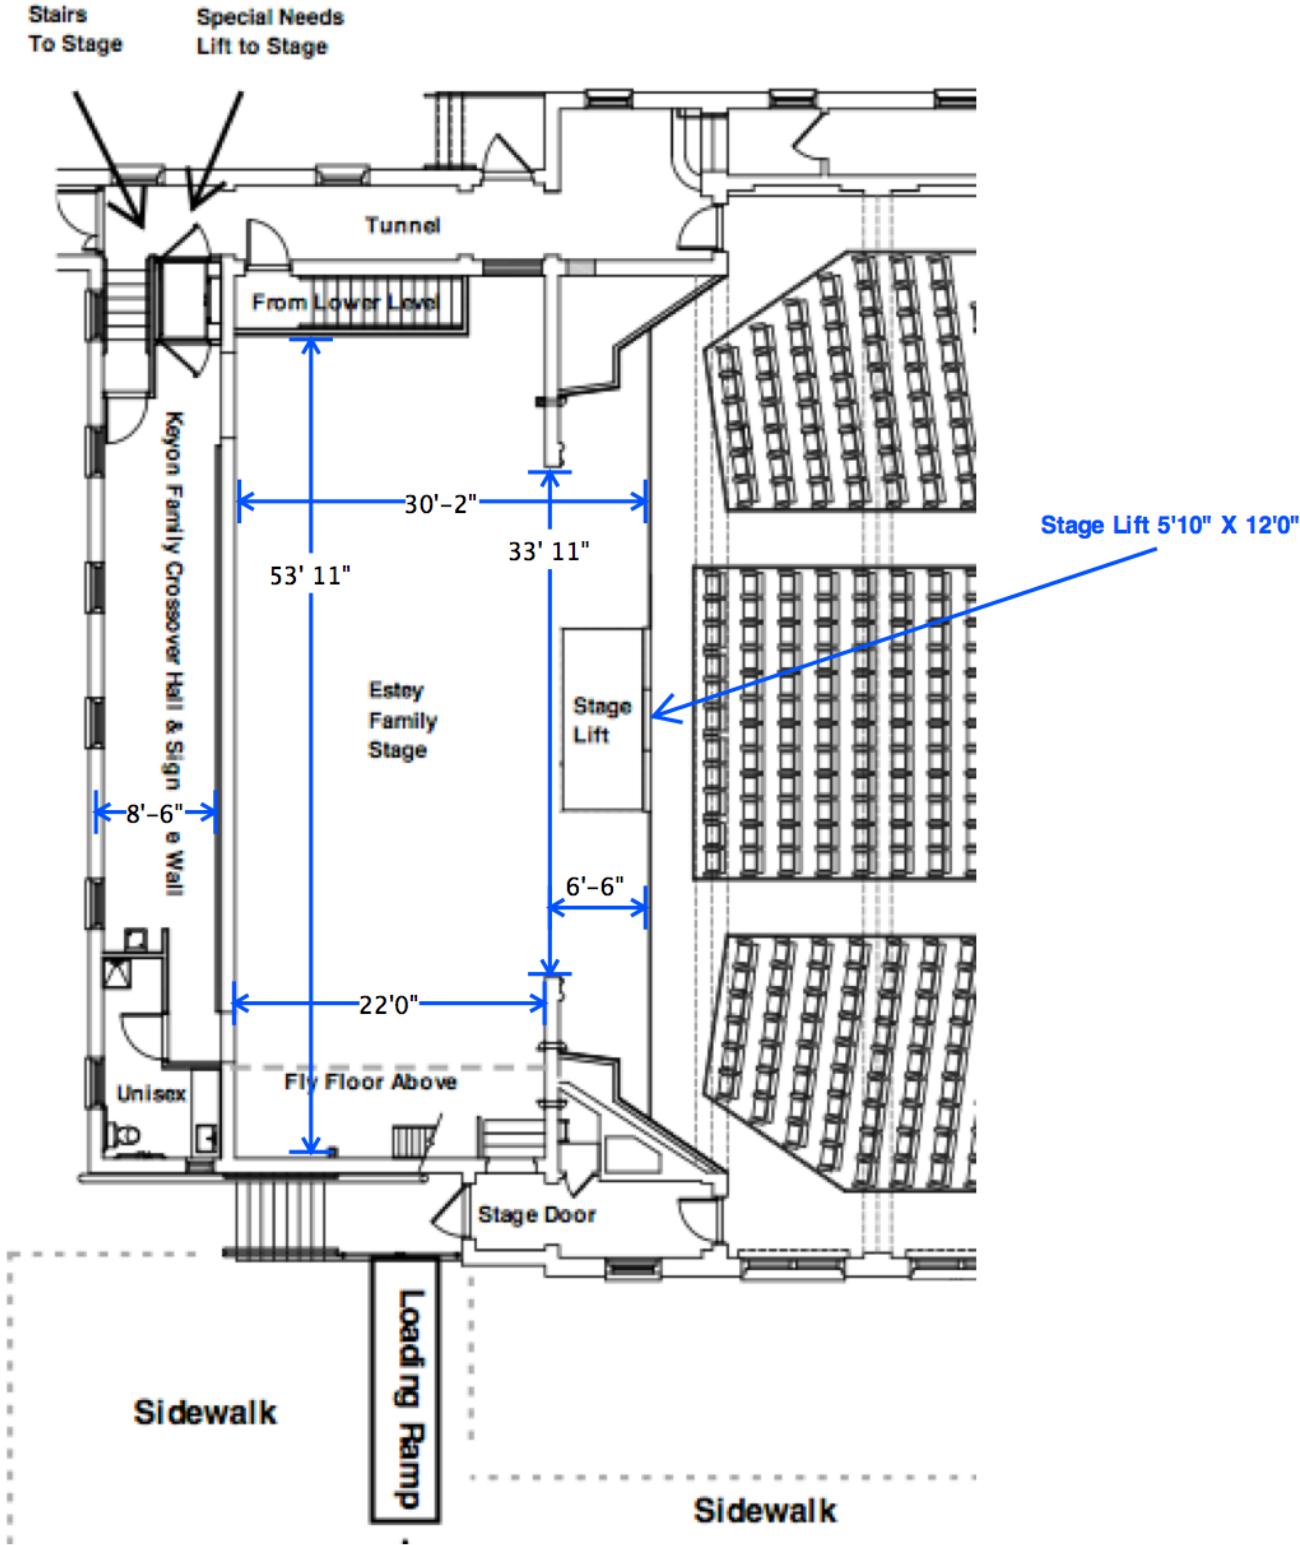 Stairs
To Stage
Special Needs
Lift to Stage
Tunnel
From Lower Level
30'-2"
33' 11"
53' 11"
Stage Lift 5'10" X 12'0"
Keyon Family Crossover Hall & Sign e Wall
Estey
Family
Stage
Stage
Lift
8'-6"
6'-6"
22'0"
Fly Floor Above
Unisex
Stage Door
Loading Ramp
Sidewalk
Sidewalk